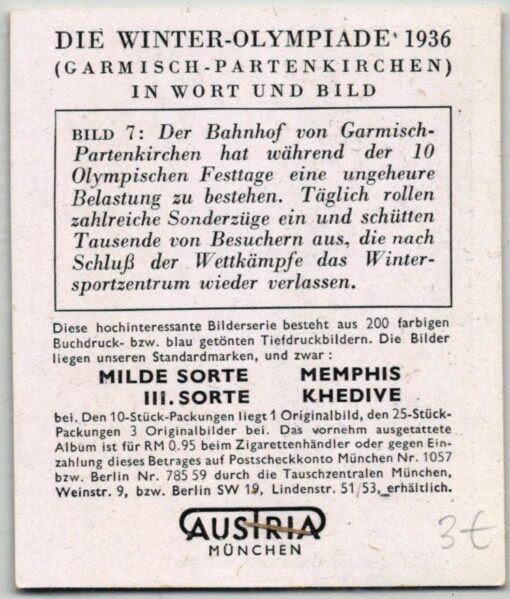 DIE WINTER-OLYMPIADE 1936
(GARMISCH-PARTENKIRCHEN)
IN WORT UND BILD
BILD 7: Der Bahnhof von Garmisch-
Partenkirchen hat während der 10
Olympischen Festtage eine ungeheure
Belastung zu bestehen. Täglich rollen
zahlreiche Sonderzüge ein und schütten
Tausende von Besuchern aus, die nach
Schluß der Wettkämpfe das Winter-
sportzentrum wieder verlassen.
Diese hochinteressante Bilderserie besteht aus 200 farbigen
Buchdruck- bzw. blau getönten Tiefdruckbildern. Die Bilder
liegen unseren Standardmarken, und zwar:
MILDE SORTE MEMPHIS
III. SORTE KHEDIVE
bei. Den 10-Stück-Packungen liegt 1 Originalbild, den 25-Stück-
Packungen 3 Originalbilder bei. Das vornehm ausgetattete
Album ist für RM 0.95 beim Zigarettenhändler oder gegen Ein-
zahlung dieses Betrages auf Postscheckkonto München Nr. 1057
bzw. Berlin Nr. 785 59 durch die Tauschzentralen München,
Weinstr. 9, bzw. Berlin SW 19, Lindenstr. 51/53, erhältlich.
AUSTRIA
MÜNCHEN